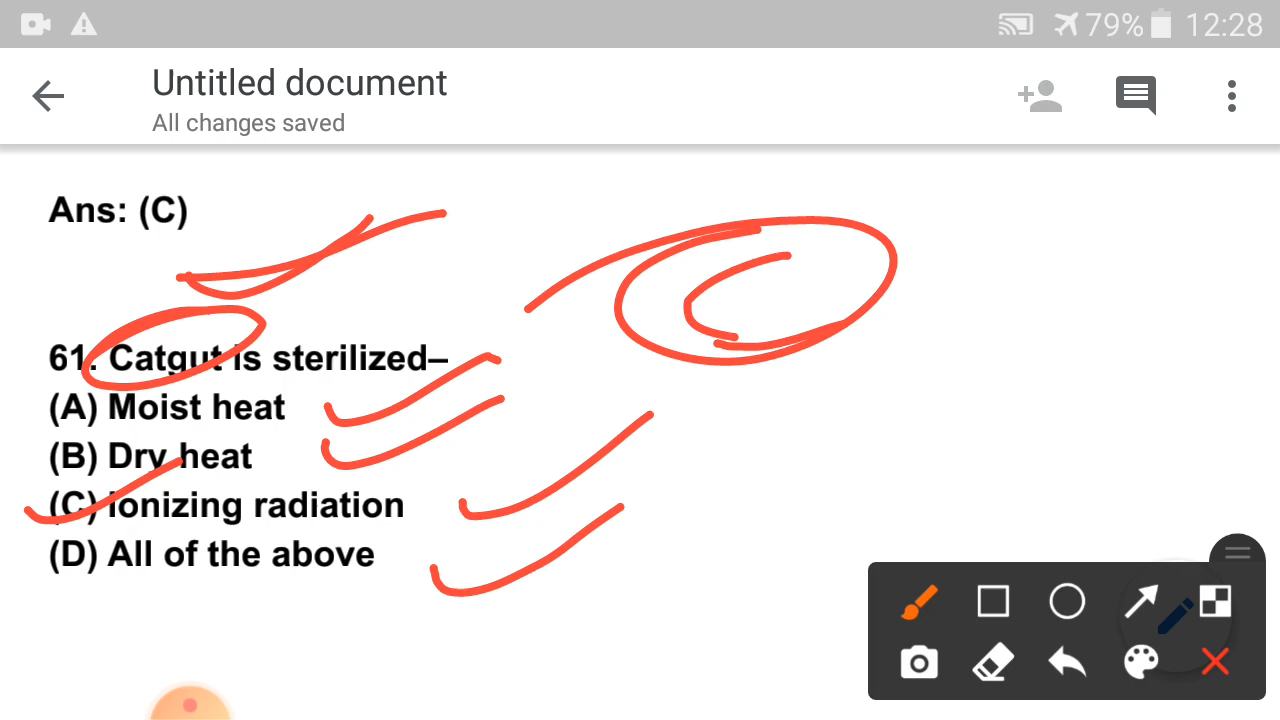 79% 12:28
Untitled document
All changes saved
Ans: (C)
61. Catgut is sterilized–
(A) Moist heat
(B) Dry heat
(C) Ionizing radiation
(D) All of the above